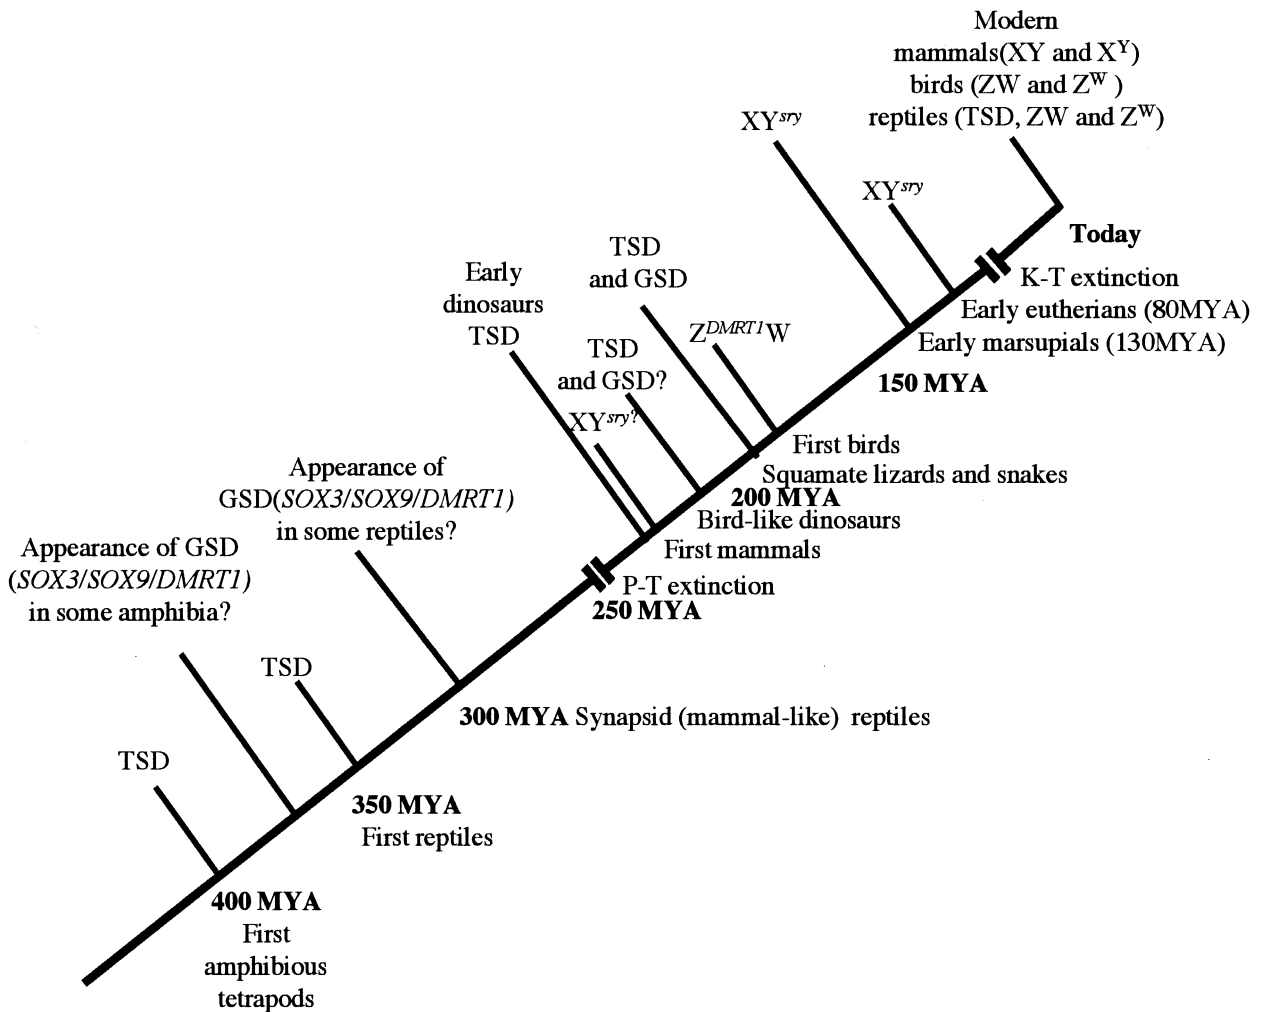 Modern
mammals(XY and X^Y)
birds (ZW and Z^W )
reptiles (TSD, ZW and Z^W)
XY^sry
XY^sry
Today
K-T extinction
Early eutherians (80MYA)
Early marsupials (130MYA)
150 MYA
TSD
and GSD
Early
dinosaurs
TSD
Z^DMRT1W
TSD
and GSD?
XY^sry?
First birds
Squamate lizards and snakes
200 MYA
Bird-like dinosaurs
First mammals
P-T extinction
250 MYA
Appearance of
GSD(SOX3/SOX9/DMRT1)
in some reptiles?
Appearance of GSD
(SOX3/SOX9/DMRT1)
in some amphibia?
TSD
300 MYA Synapsid (mammal-like) reptiles
TSD
350 MYA
First reptiles
400 MYA
First
amphibious
tetrapods